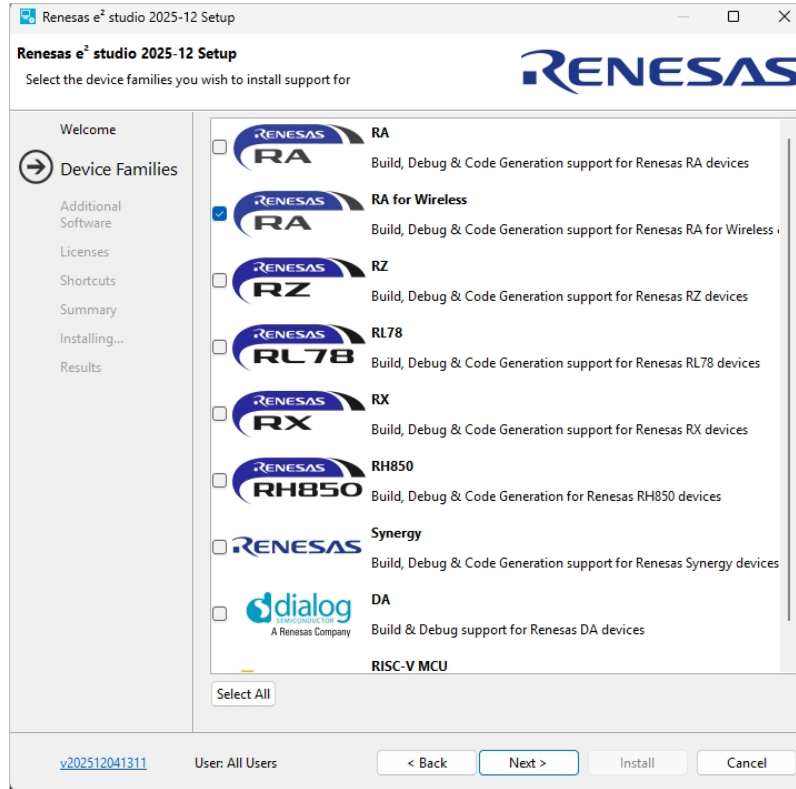 Renesas e² studio 2025-12 Setup
Renesas e² studio 2025-12 Setup
Select the device families you wish to install support for
RENESAS
Welcome
Device Families
Additional
Software
Licenses
Shortcuts
Summary
Installing...
Results
RENESAS
RA
RA
Build, Debug & Code Generation support for Renesas RA devices
RENESAS
RA
RA for Wireless
Build, Debug & Code Generation support for Renesas RA for Wireless
RENESAS
RZ
RZ
Build, Debug & Code Generation support for Renesas RZ devices
RENESAS
RL78
RL78
Build, Debug & Code Generation support for Renesas RL78 devices
RENESAS
RX
RX
Build, Debug & Code Generation support for Renesas RX devices
RENESAS
RH850
RH850
Build, Debug & Code Generation for Renesas RH850 devices
RENESAS
Synergy
Build, Debug & Code Generation support for Renesas Synergy devices
dialog
SEMICONDUCTOR
A Renesas Company
DA
Build & Debug support for Renesas DA devices
RISC-V MCU
Select All
v202512041311
User: All Users
< Back
Next >
Install
Cancel